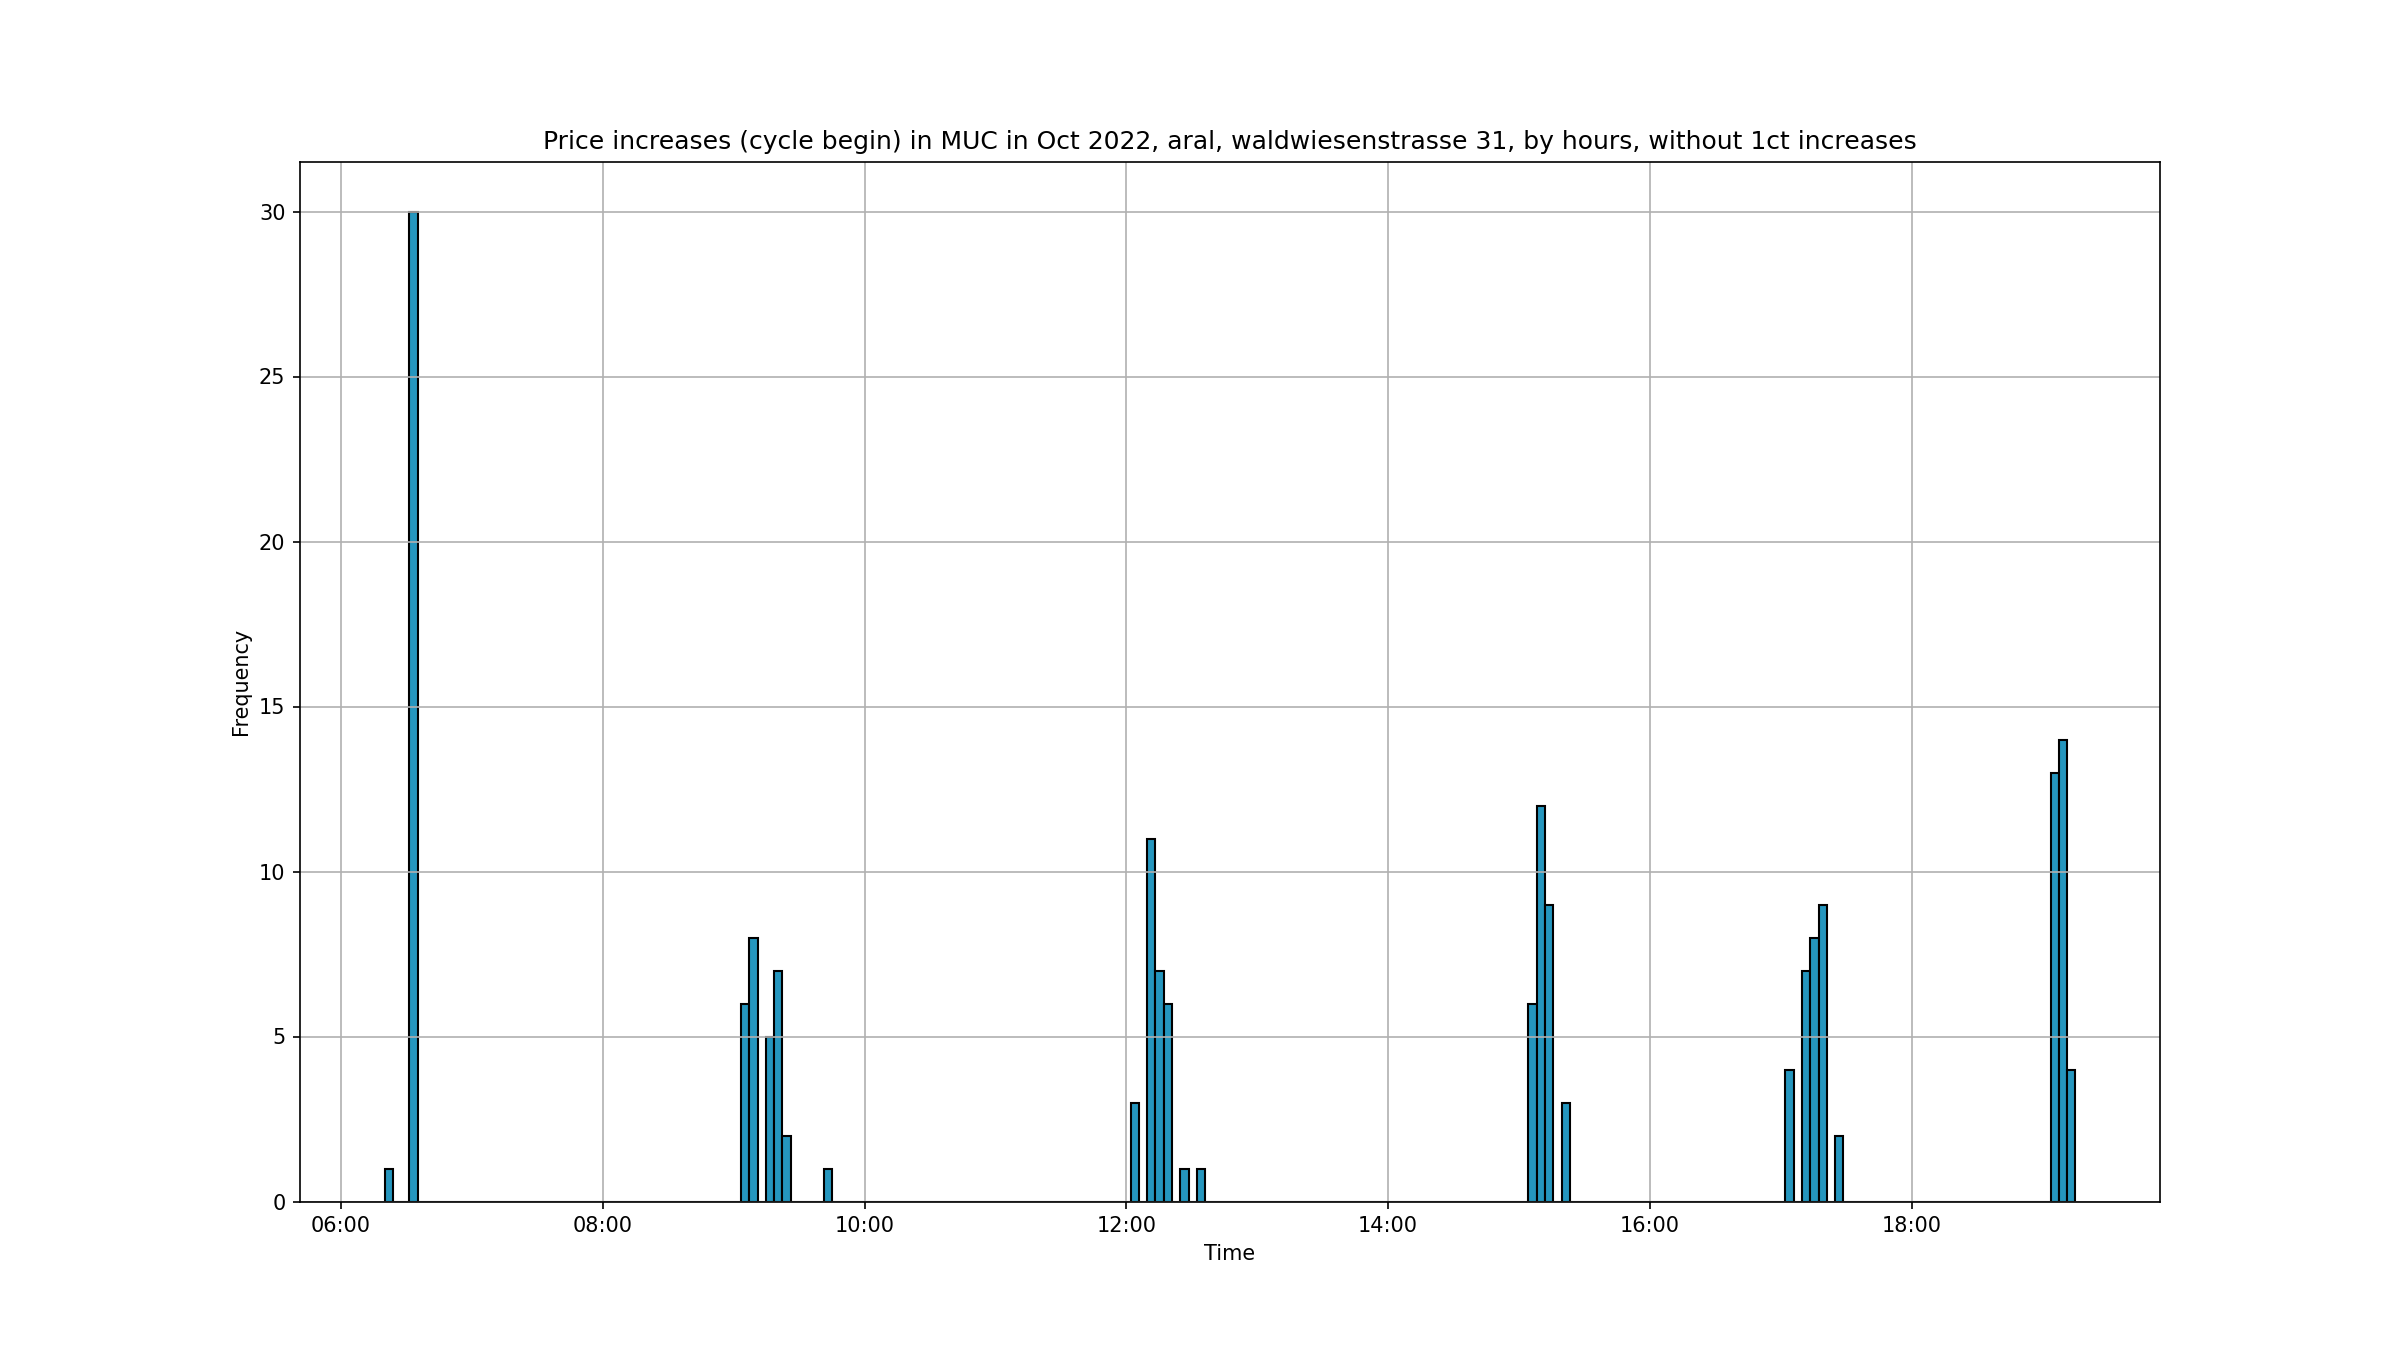 Price increases (cycle begin) in MUC in Oct 2022, aral, waldwiesenstrasse 31, by hours, without 1ct increases
30
25
20
15
10
5
0
Frequency
06:00 08:00 10:00 12:00 14:00 16:00 18:00
Time